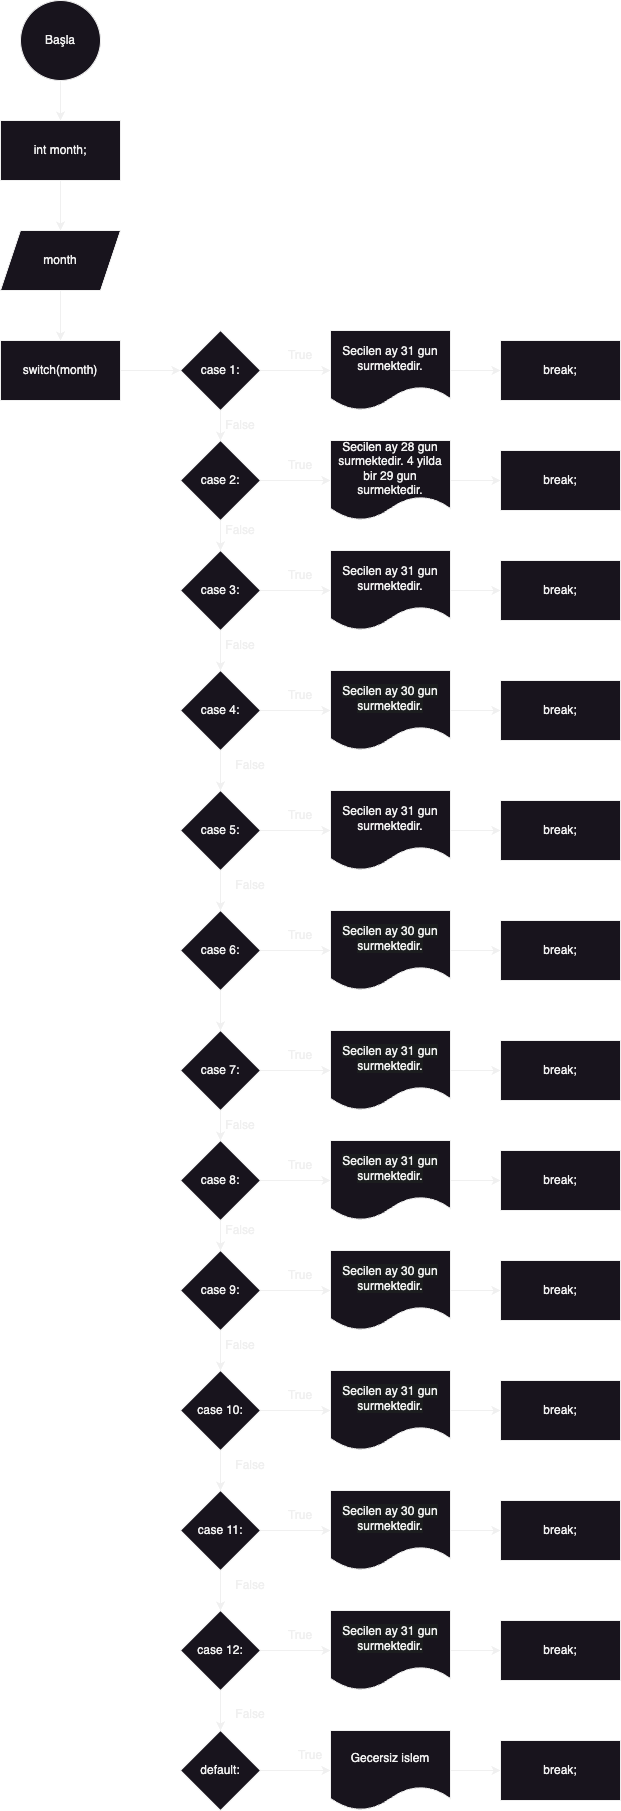 Başla
int month;
month
switch(month)
case 1:
True
Secilen ay 31 gun
surmektedir.
break;
False
case 2:
True
Secilen ay 28 gun
surmektedir. 4 yilda
bir 29 gun
surmektedir.
break;
False
case 3:
True
Secilen ay 31 gun
surmektedir.
break;
False
case 4:
True
Secilen ay 30 gun
surmektedir.
break;
False
case 5:
True
Secilen ay 31 gun
surmektedir.
break;
False
case 6:
True
Secilen ay 30 gun
surmektedir.
break;
case 7:
True
Secilen ay 31 gun
surmektedir.
break;
False
case 8:
True
Secilen ay 31 gun
surmektedir.
break;
False
case 9:
True
Secilen ay 30 gun
surmektedir.
break;
False
case 10:
True
Secilen ay 31 gun
surmektedir.
break;
False
case 11:
True
Secilen ay 30 gun
surmektedir.
break;
False
case 12:
True
Secilen ay 31 gun
surmektedir.
break;
False
default:
True
Gecersiz islem
break;